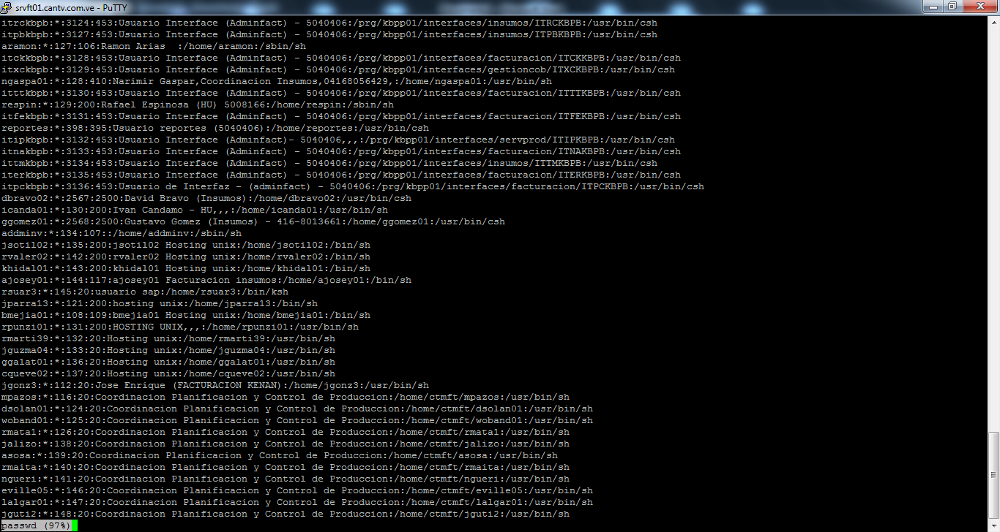 srvft01.cantv.com.ve - PuTTY
itrckbpb:*:3124:453:Usuario Interface (Adminfact) - 5040406:/prg/kbpp01/interfaces/insumos/ITRCKBPB:/usr/bin/csh
itpbkbpb:*:3127:453:Usuario Interface (Adminfact) - 5040406:/prg/kbpp01/interfaces/insumos/ITPBKBPB:/usr/bin/csh
aramon:*:127:106:Ramon Arias  :/home/aramon:/sbin/sh
itckkbpb:*:3128:453:Usuario Interface (Adminfact) - 5040406:/prg/kbpp01/interfaces/facturacion/ITCKKBPB:/usr/bin/csh
itxckbpb:*:3129:453:Usuario Interface (Adminfact) - 5040406:/prg/kbpp01/interfaces/gestioncob/ITXCKBPB:/usr/bin/csh
ngaspa01:*:128:410:Narimir Gaspar,Coordinacion Insumos,04168056429,:/home/ngaspa01:/usr/bin/sh
itttkbpb:*:3130:453:Usuario Interface (Adminfact) - 5040406:/prg/kbpp01/interfaces/facturacion/ITTTKBPB:/usr/bin/csh
respin:*:129:200:Rafael Espinosa (HU) 5008166:/home/respin:/sbin/sh
itfekbpb:*:3131:453:Usuario Interface (Adminfact) - 5040406:/prg/kbpp01/interfaces/facturacion/ITFEKBPB:/usr/bin/csh
reportes:*:398:395:Usuario reportes (5040406):/home/reportes:/usr/bin/csh
itipkbpb:*:3132:453:Usuario Interface (Adminfact)- 5040406,,,:/prg/kbpp01/interfaces/servprod/ITIPKBPB:/usr/bin/csh
itnakbpb:*:3133:453:Usuario Interface (Adminfact) - 5040406:/prg/kbpp01/interfaces/facturacion/ITNAKBPB:/usr/bin/csh
ittmkbpb:*:3134:453:Usuario Interface (Adminfact) - 5040406:/prg/kbpp01/interfaces/insumos/ITTMKBPB:/usr/bin/csh
iterkbpb:*:3135:453:Usuario Interface (Adminfact) - 5040406:/prg/kbpp01/interfaces/facturacion/ITERKBPB:/usr/bin/csh
itpckbpb:*:3136:453:Usuario de Interfaz - (adminfact) - 5040406:/prg/kbpp01/interfaces/facturacion/ITPCKBPB:/usr/bin/csh
dbravo02:*:2567:2500:David Bravo (Insumos):/home/dbravo02:/usr/bin/csh
icanda01:*:130:200:Ivan Candamo - HU,,,:/home/icanda01:/usr/bin/sh
ggomez01:*:2568:2500:Gustavo Gomez (Insumos) - 416-8013661:/home/ggomez01:/usr/bin/csh
addminv:*:134:107::/home/addminv:/sbin/sh
jsotil02:*:135:200:jsotil02 Hosting unix:/home/jsotil02:/bin/sh
rvaler02:*:142:200:rvaler02 Hosting unix:/home/rvaler02:/bin/sh
khidal01:*:143:200:khidal01 Hosting unix:/home/khidal01:/bin/sh
ajosey01:*:144:117:ajosey01 Facturacion insumos:/home/ajosey01:/bin/sh
rsuar3:*:145:20:usuario sap:/home/rsuar3:/bin/ksh
jparra13:*:121:200:hosting unix:/home/jparra13:/bin/sh
bmejia01:*:108:109:bmejia01 Hosting unix:/home/bmejia01:/bin/sh
rpunzi01:*:131:200:HOSTING UNIX,,,:/home/rpunzi01:/usr/bin/sh
rmarti39:*:132:20:Hosting unix:/home/rmarti39:/usr/bin/sh
jguzma04:*:133:20:Hosting unix:/home/jguzma04:/usr/bin/sh
ggalat01:*:136:20:Hosting unix:/home/ggalat01:/usr/bin/sh
cqueve02:*:137:20:Hosting unix:/home/cqueve02:/usr/bin/sh
jgonz3:*:112:20:Jose Enrique (FACTURACION KENAN):/home/jgonz3:/usr/bin/sh
mpazos:*:116:20:Coordinacion Planificacion y Control de Produccion:/home/ctmft/mpazos:/usr/bin/sh
dsolan01:*:124:20:Coordinacion Planificacion y Control de Produccion:/home/ctmft/dsolan01:/usr/bin/sh
woband01:*:125:20:Coordinacion Planificacion y Control de Produccion:/home/ctmft/woband01:/usr/bin/sh
rmata1:*:126:20:Coordinacion Planificacion y Control de Produccion:/home/ctmft/rmata1:/usr/bin/sh
jalizo:*:138:20:Coordinacion Planificacion y Control de Produccion:/home/ctmft/jalizo:/usr/bin/sh
asosa:*:139:20:Coordinacion Planificacion y Control de Produccion:/home/ctmft/asosa:/usr/bin/sh
rmaita:*:140:20:Coordinacion Planificacion y Control de Produccion:/home/ctmft/rmaita:/usr/bin/sh
ngueri:*:141:20:Coordinacion Planificacion y Control de Produccion:/home/ctmft/ngueri:/usr/bin/sh
eville05:*:146:20:Coordinacion Planificacion y Control de Produccion:/home/ctmft/eville05:/usr/bin/sh
lalgar01:*:147:20:Coordinacion Planificacion y Control de Produccion:/home/ctmft/lalgar01:/usr/bin/sh
jguti2:*:148:20:Coordinacion Planificacion y Control de Produccion:/home/ctmft/jguti2:/usr/bin/sh
passwd (97%)